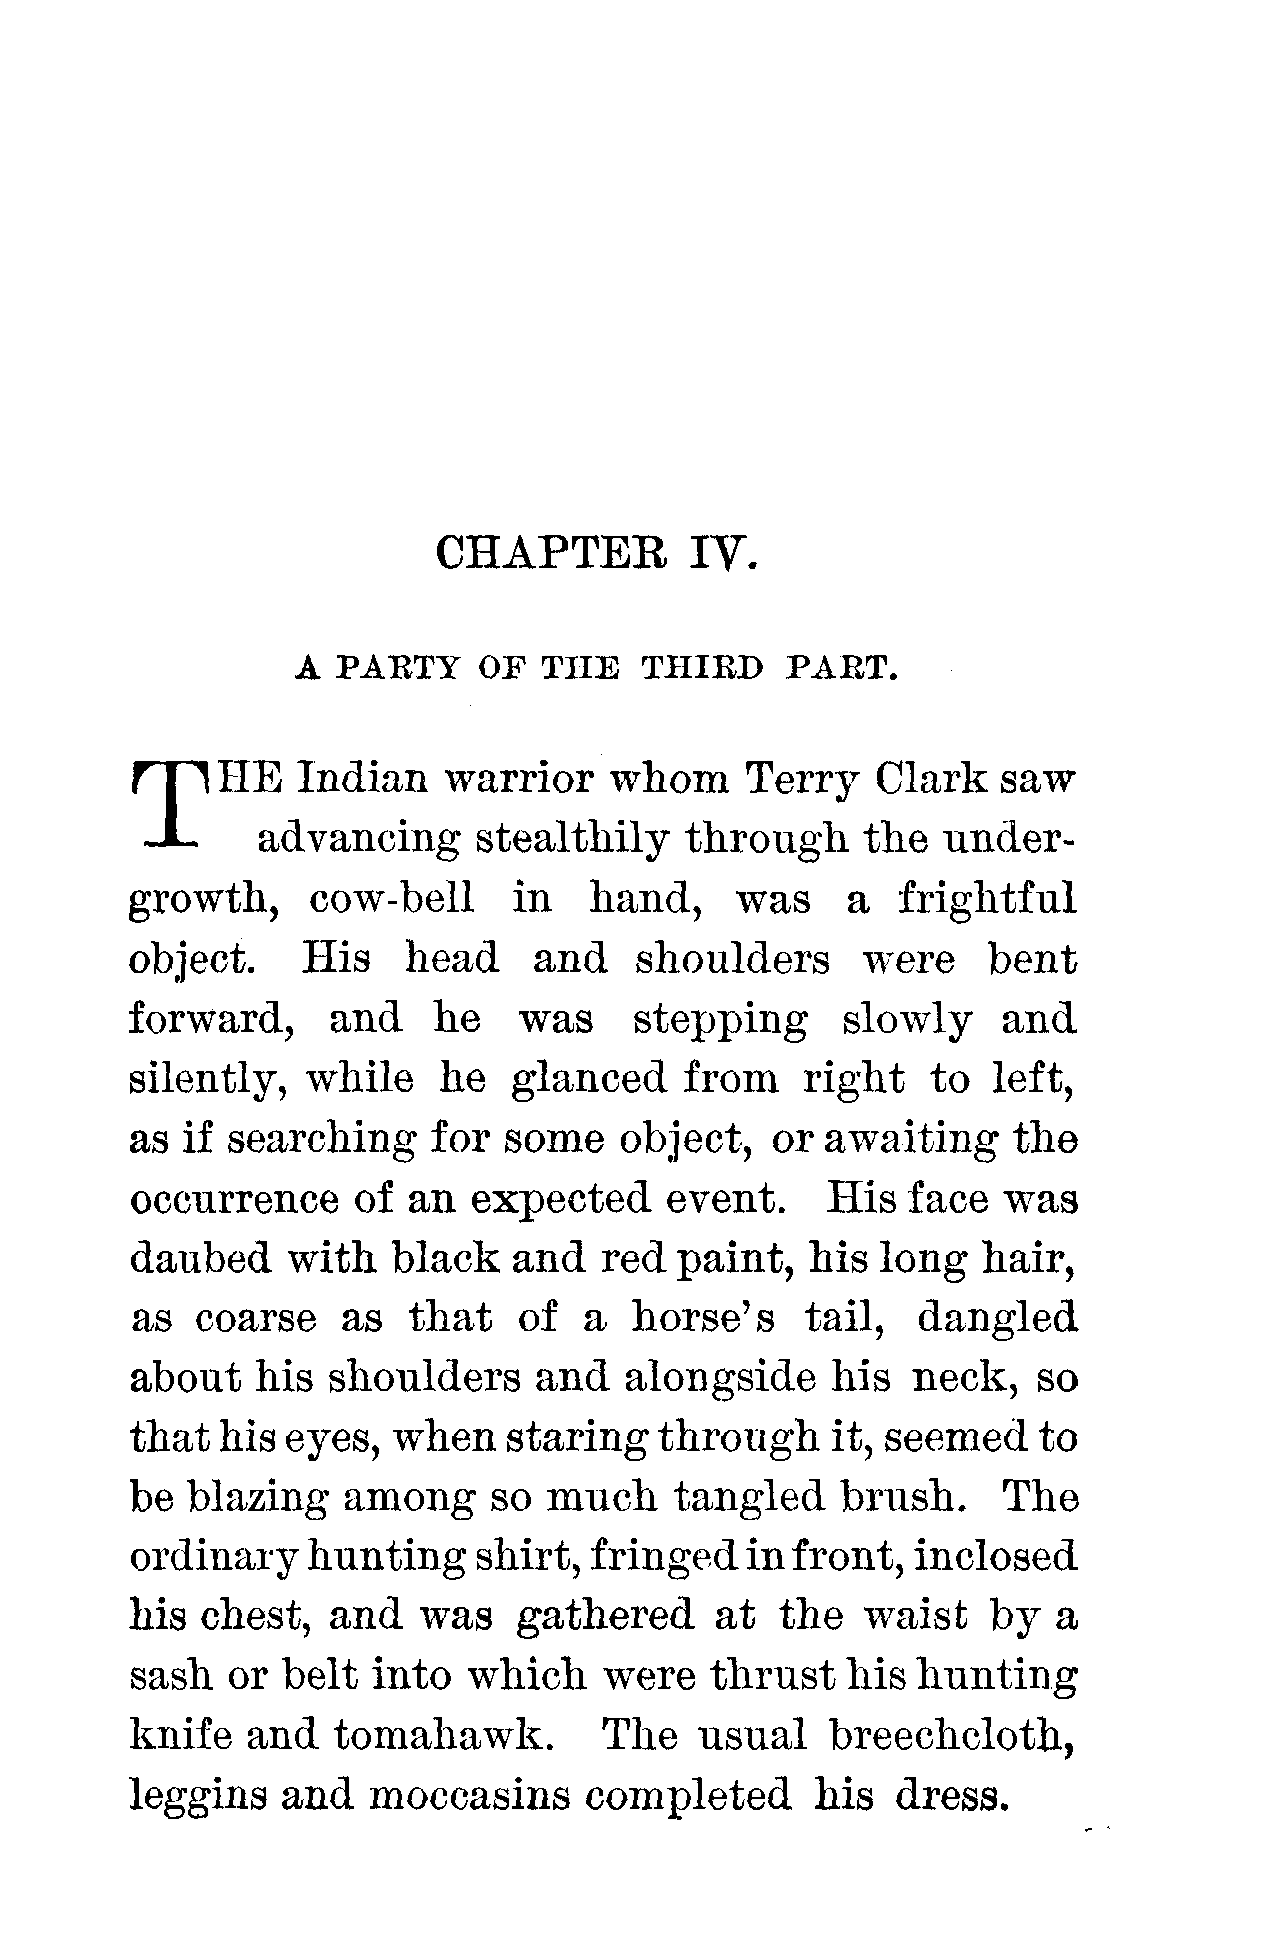 CHAPTER IV.
A PARTY OF THE THIRD PART.
THE Indian warrior whom Terry Clark saw
advancing stealthily through the under-
growth, cow-bell in hand, was a frightful
object. His head and shoulders were bent
forward, and he was stepping slowly and
silently, while he glanced from right to left,
as if searching for some object, or awaiting the
occurrence of an expected event. His face was
daubed with black and red paint, his long hair,
as coarse as that of a horse's tail, dangled
about his shoulders and alongside his neck, so
that his eyes, when staring through it, seemed to
be blazing among so much tangled brush. The
ordinary hunting shirt, fringed in front, inclosed
his chest, and was gathered at the waist by a
sash or belt into which were thrust his hunting
knife and tomahawk. The usual breechcloth,
leggins and moccasins completed his dress.